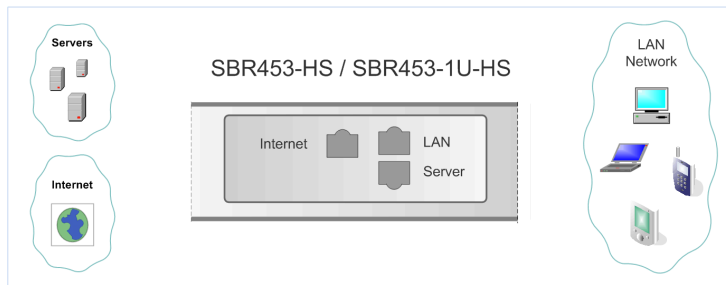 Servers
SBR453-HS / SBR453-1U-HS
LAN
Network
Internet
LAN
Server
Internet